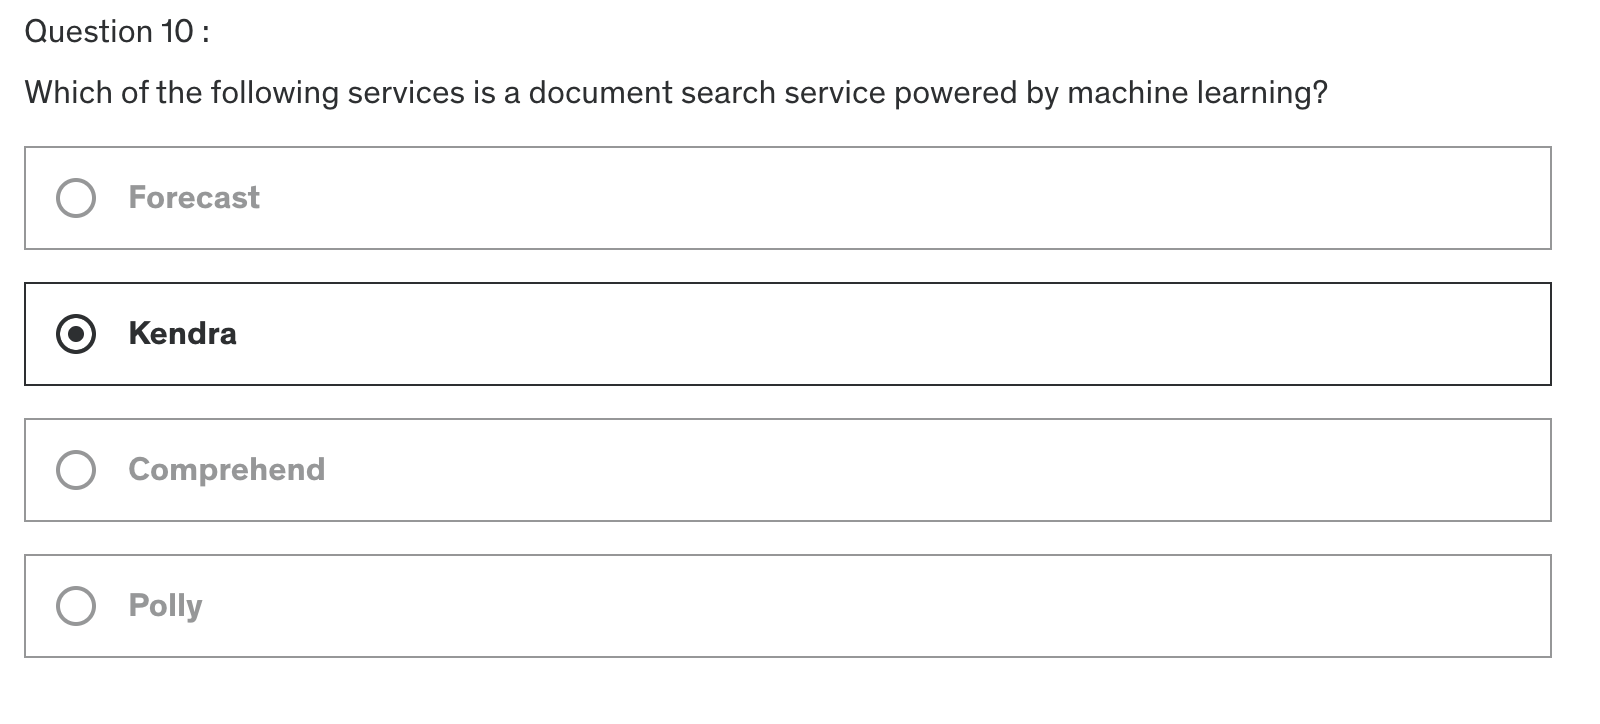 Question 10 :
Which of the following services is a document search service powered by machine learning?
Forecast
Kendra
Comprehend
Polly